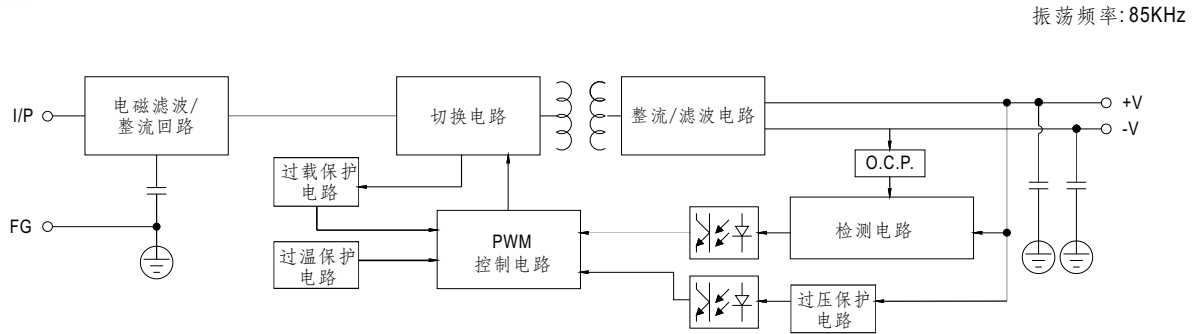 振荡频率: 85KHz
I/P
电磁滤波/
整流回路
切换电路
整流/滤波电路
+V
-V
O.C.P.
过载保护
电路
FG
PWM
控制电路
检测电路
过温保护
电路
过压保护
电路